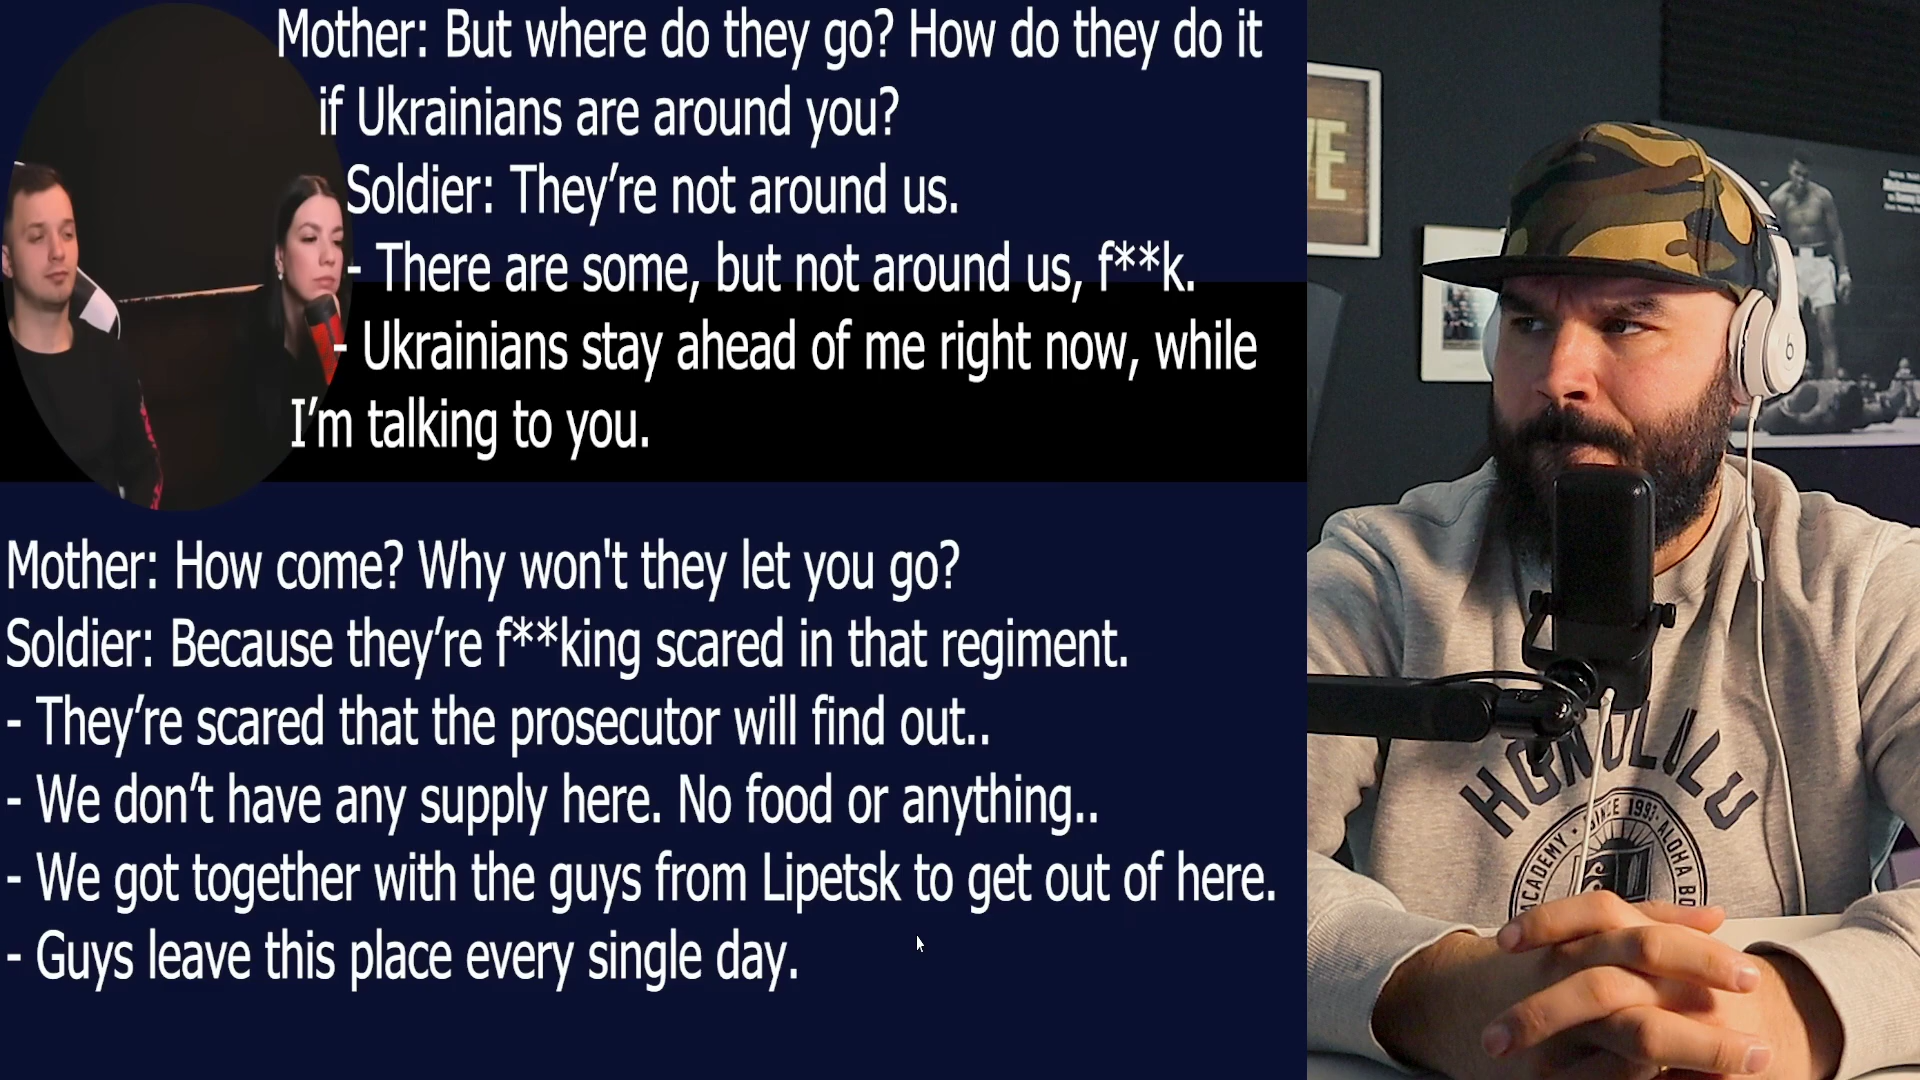 Mother: But where do they go? How do they do it
if Ukrainians are around you?
Soldier: They’re not around us.
- There are some, but not around us, f**k.
- Ukrainians stay ahead of me right now, while
I’m talking to you.
Mother: How come? Why won't they let you go?
Soldier: Because they’re f**king scared in that regiment.
- They’re scared that the prosecutor will find out..
- We don’t have any supply here. No food or anything..
- We got together with the guys from Lipetsk to get out of here.
- Guys leave this place every single day.
HONOLULU
ACADEMY • SINCE 1993 • ALOHA BO